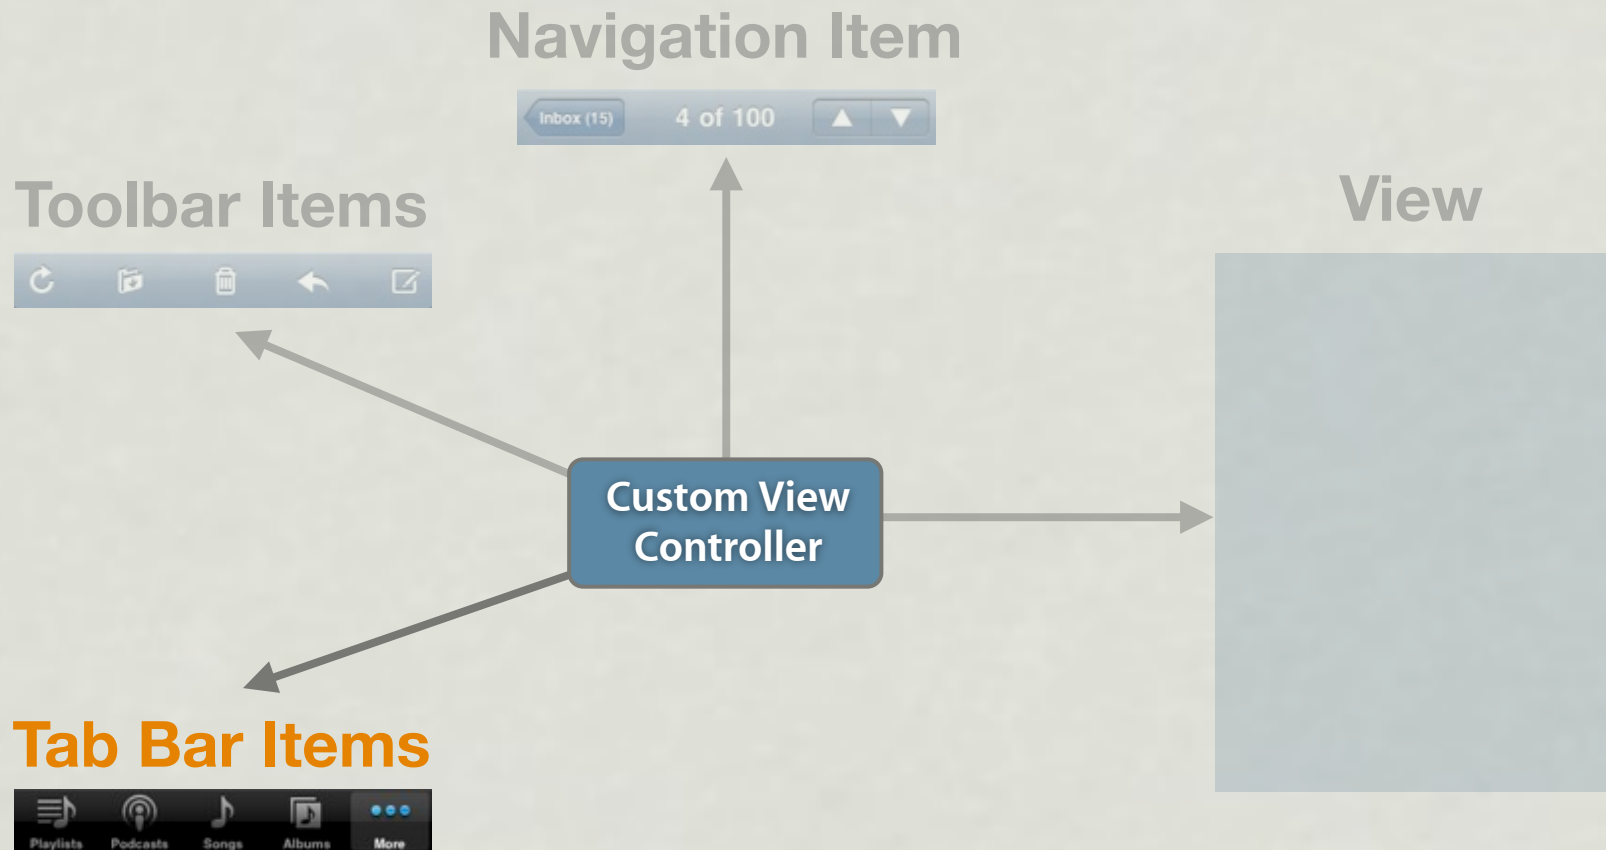 Navigation Item
Inbox (15) 4 of 100
Toolbar Items
View
Custom View
Controller
Tab Bar Items
Playlists Podcasts Songs Albums More